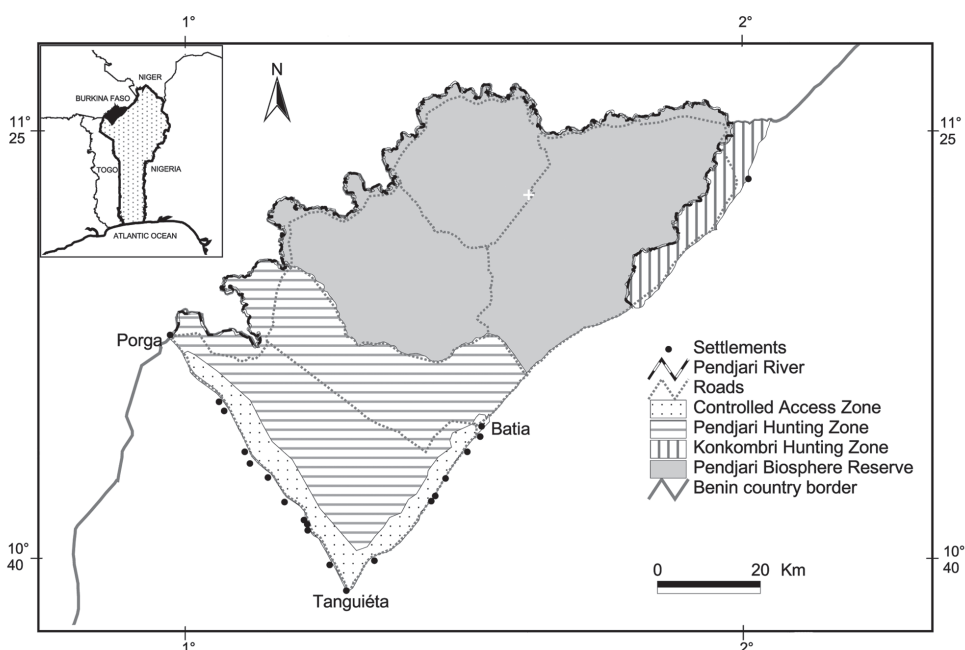 1°
2°
N
NIGER
BURKINA FASO
TOGO
NIGERIA
ATLANTIC OCEAN
11°
25
11°
25
Porga
Batia
Tanguiéta
Settlements
Pendjari River
Roads
Controlled Access Zone
Pendjari Hunting Zone
Konkombri Hunting Zone
Pendjari Biosphere Reserve
Benin country border
10°
40
10°
40
0 20 Km
1°
2°